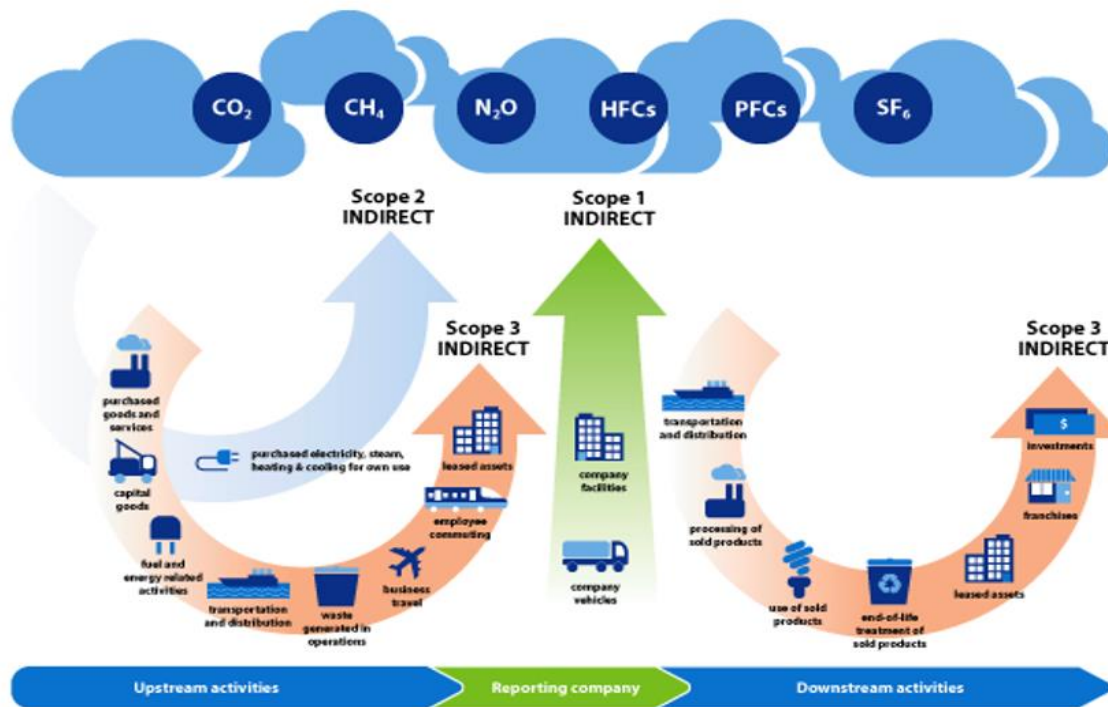 CO₂
CH₄
N₂O
HFCs
PFCs
SF₆
Scope 2
INDIRECT
Scope 1
INDIRECT
Scope 3
INDIRECT
Scope 3
INDIRECT
purchased
goods and
services
capital
goods
fuel and
energy related
activities
transportation
and distribution
waste
generated in
operations
business
travel
employee
commuting
leased assets
purchased electricity, steam,
heating & cooling for own use
company
facilities
company
vehicles
transportation
and distribution
processing of
sold products
use of sold
products
end-of-life
treatment of
sold products
leased assets
franchises
$
investments
Upstream activities
Reporting company
Downstream activities